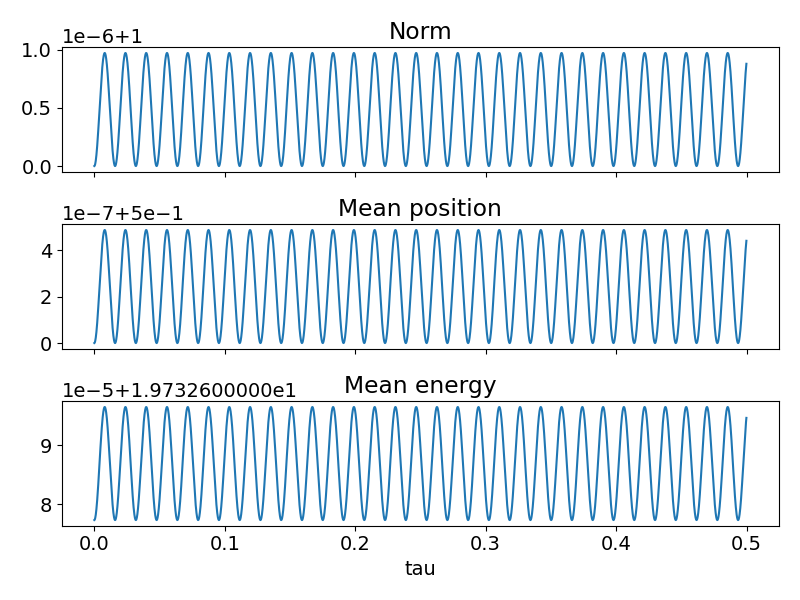 Norm
1e−6+1
1.0
0.5
0.0
Mean position
1e−7+5e−1
4
2
0
Mean energy
1e−5+1.9732600000e1
9
8
0.0 0.1 0.2 0.3 0.4 0.5
tau